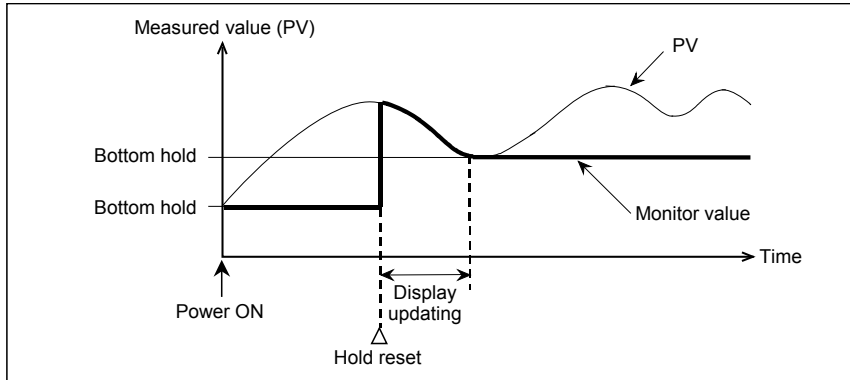 Measured value (PV)
PV
Bottom hold
Bottom hold
Monitor value
Time
Display
updating
Power ON
Hold reset